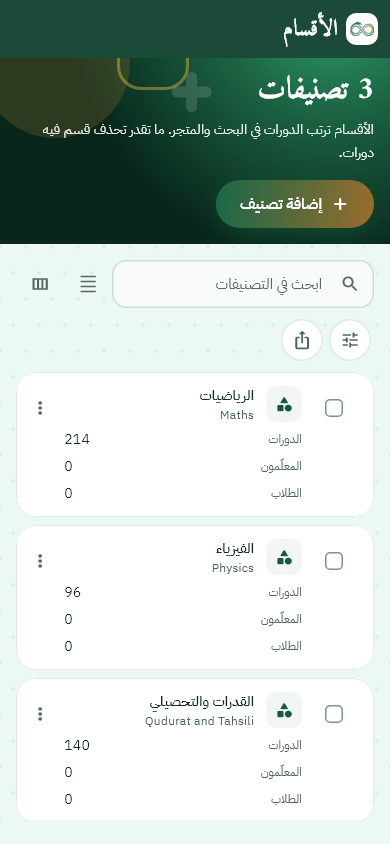 الأقسام
3 تصنيفات
الأقسام ترتب الدورات في البحث والمتجر. ما تقدر تحذف قسم فيه
دورات.
إضافة تصنيف
ابحث في التصنيفات
الرياضيات
Maths
الدورات 214
المعلّمون 0
الطلاب 0
الفيزياء
Physics
الدورات 96
المعلّمون 0
الطلاب 0
القدرات والتحصيلي
Qudurat and Tahsili
الدورات 140
المعلّمون 0
الطلاب 0